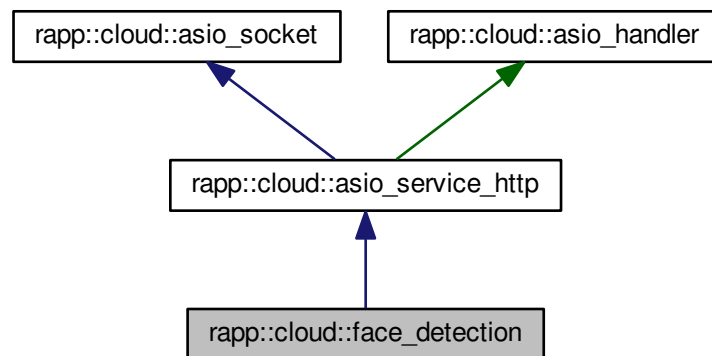 rapp::cloud::asio_socket
rapp::cloud::asio_handler
rapp::cloud::asio_service_http
rapp::cloud::face_detection